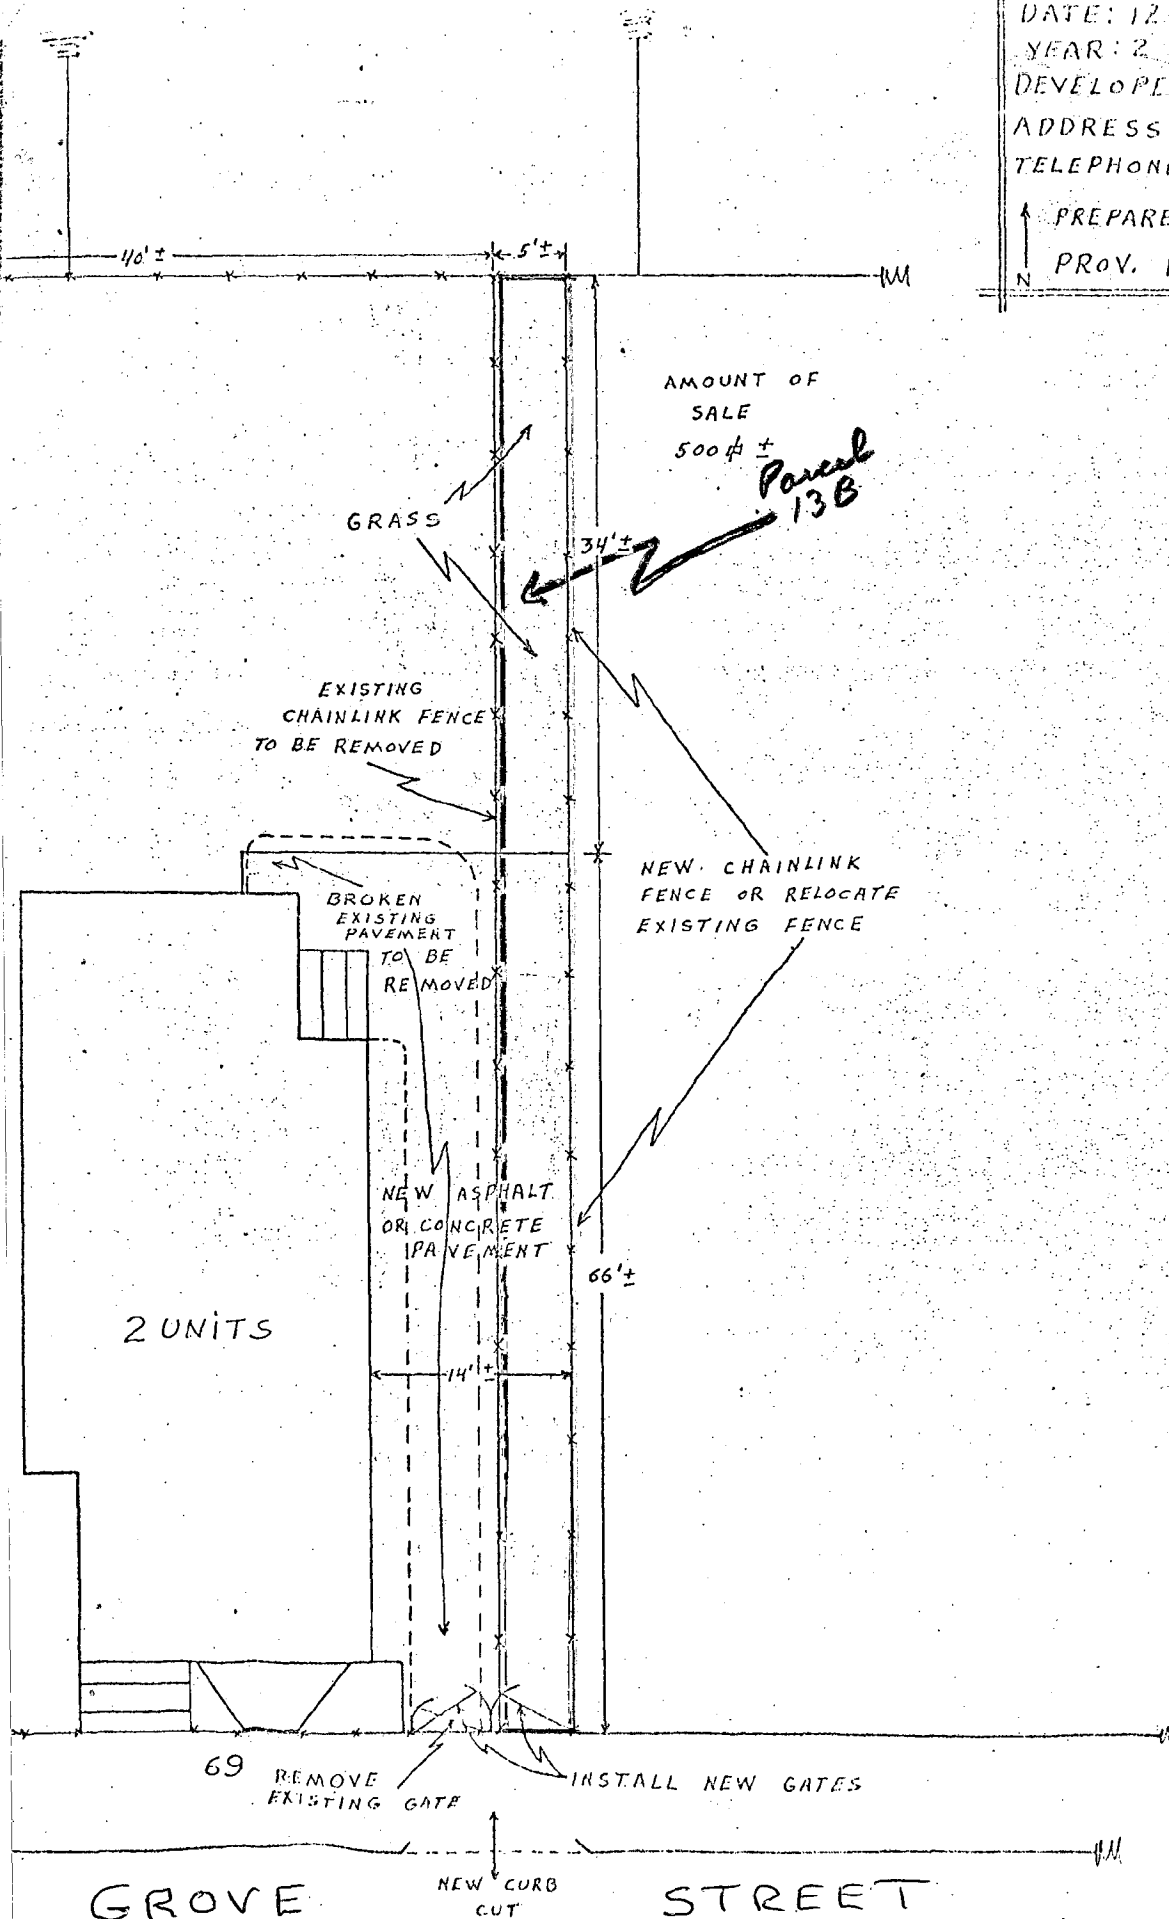 DATE: 12
YEAR: 2
DEVELOPE
ADDRESS
TELEPHONE
PREPARE
N PROV.
40' ±
5' ±
AMOUNT OF
SALE
500 ⏍ ±
Parcel
13B
GRASS
34' ±
EXISTING
CHAINLINK FENCE
TO BE REMOVED
NEW CHAINLINK
FENCE OR RELOCATE
EXISTING FENCE
BROKEN
EXISTING
PAVEMENT
TO BE
REMOVED
NEW ASPHALT
OR CONCRETE
PAVEMENT
66' ±
2 UNITS
14' ±
69
REMOVE
EXISTING GATE
INSTALL NEW GATES
NEW CURB
CUT
GROVE STREET